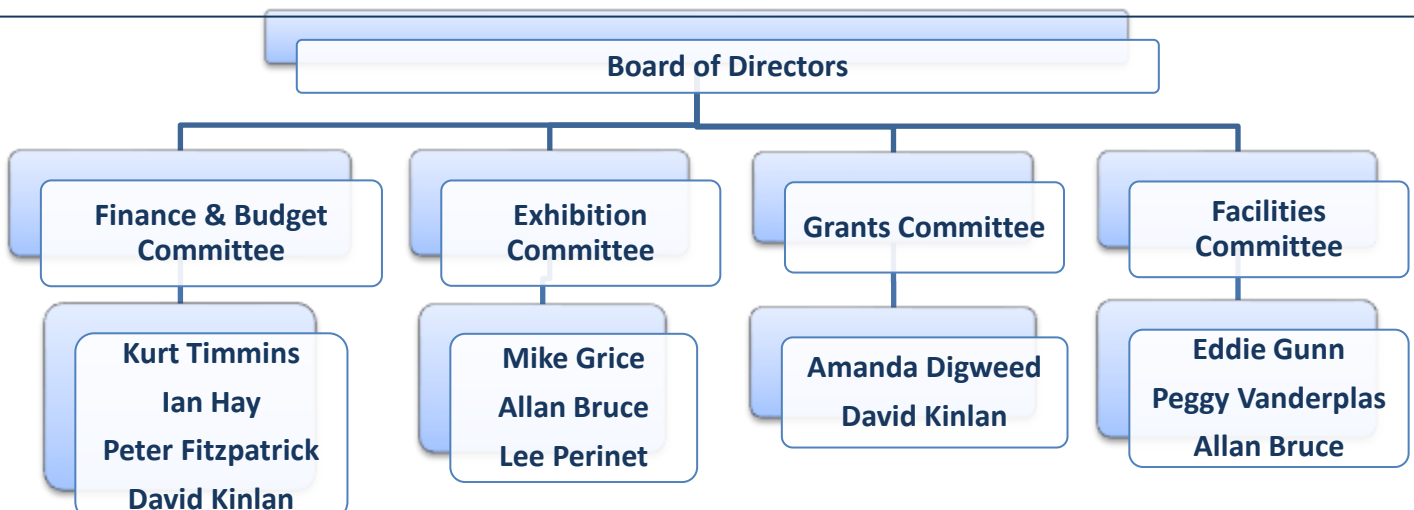 Board of Directors
Finance & Budget
Committee
Exhibition
Committee
Grants Committee
Facilities
Committee
Kurt Timmins
Ian Hay
Peter Fitzpatrick
David Kinlan
Mike Grice
Allan Bruce
Lee Perinet
Amanda Digweed
David Kinlan
Eddie Gunn
Peggy Vanderplas
Allan Bruce